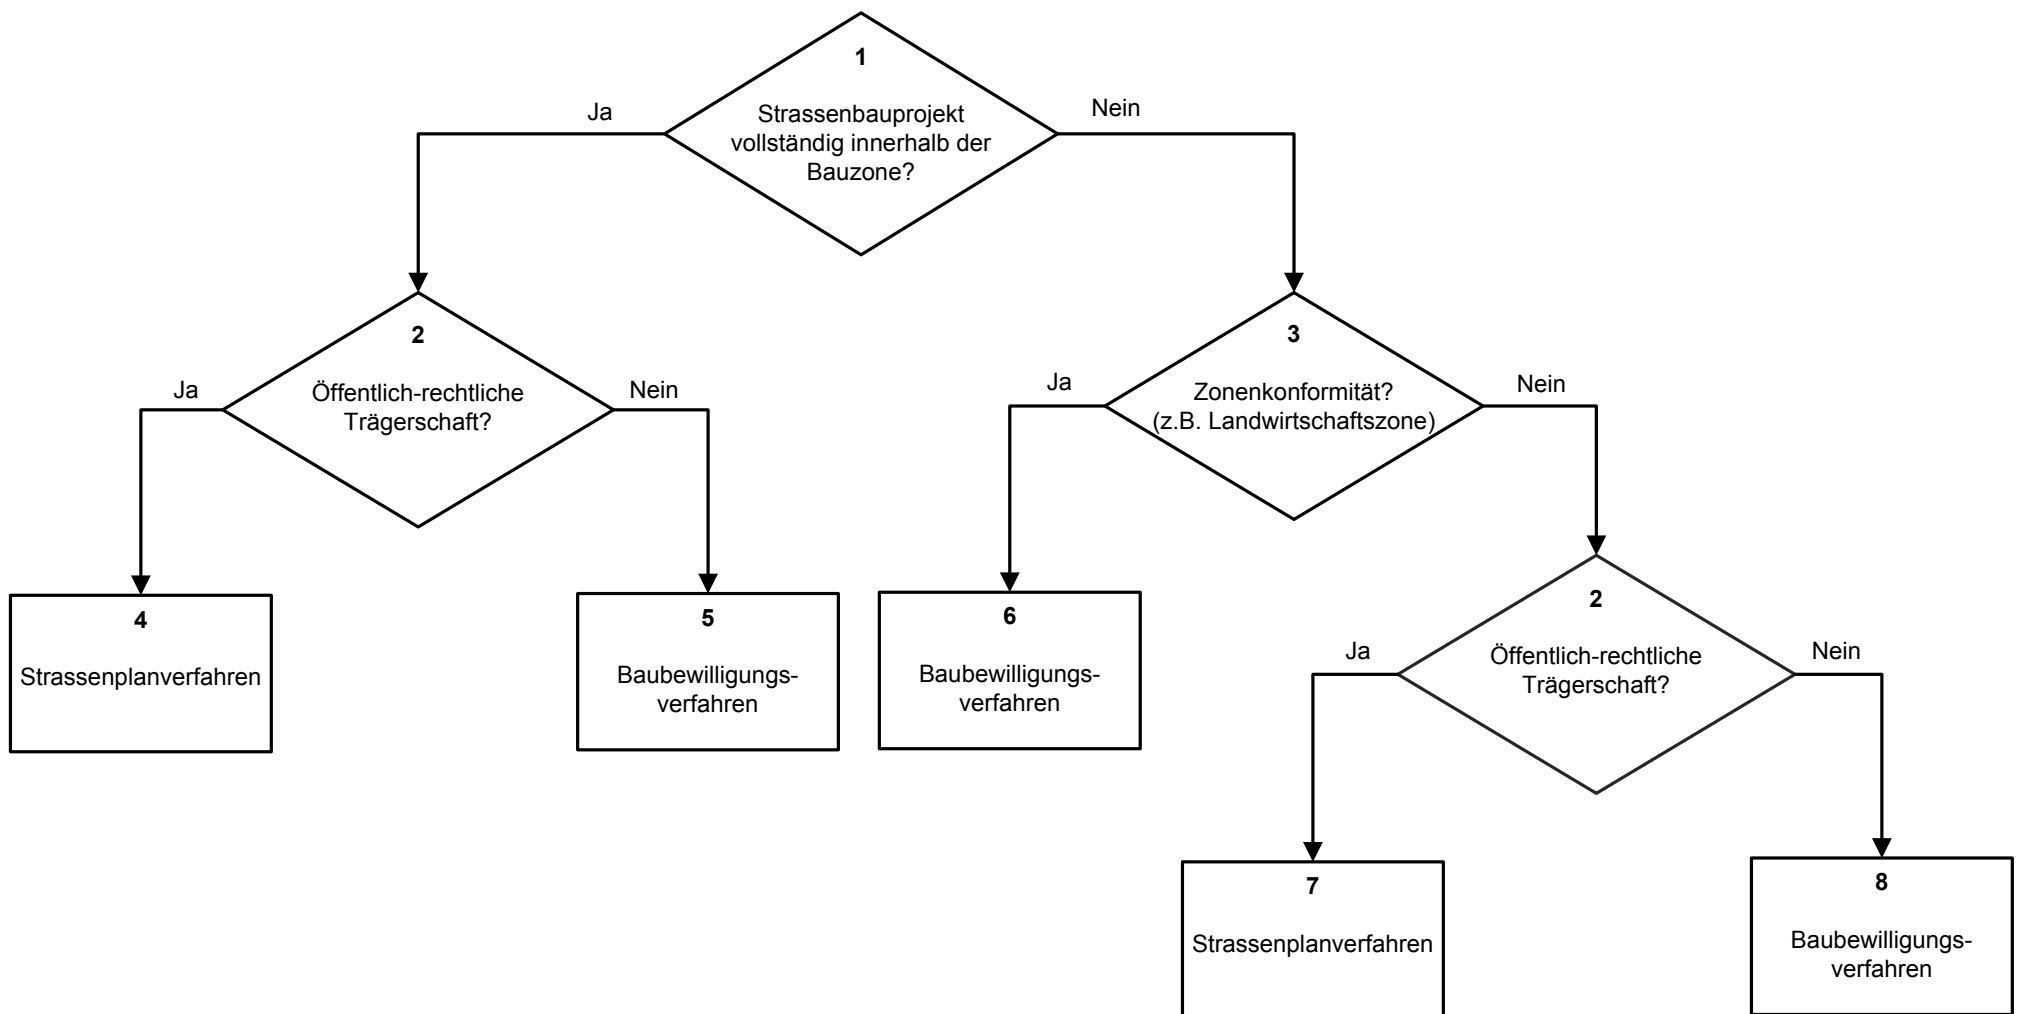 1
Strassenbauprojekt
vollständig innerhalb der
Bauzone?
Ja
Nein
2
Öffentlich-rechtliche
Trägerschaft?
Ja
Nein
3
Zonenkonformität?
(z.B. Landwirtschaftszone)
Ja
Nein
4
Strassenplanverfahren
5
Baubewilligungs-
verfahren
6
Baubewilligungs-
verfahren
2
Öffentlich-rechtliche
Trägerschaft?
Ja
Nein
7
Strassenplanverfahren
8
Baubewilligungs-
verfahren